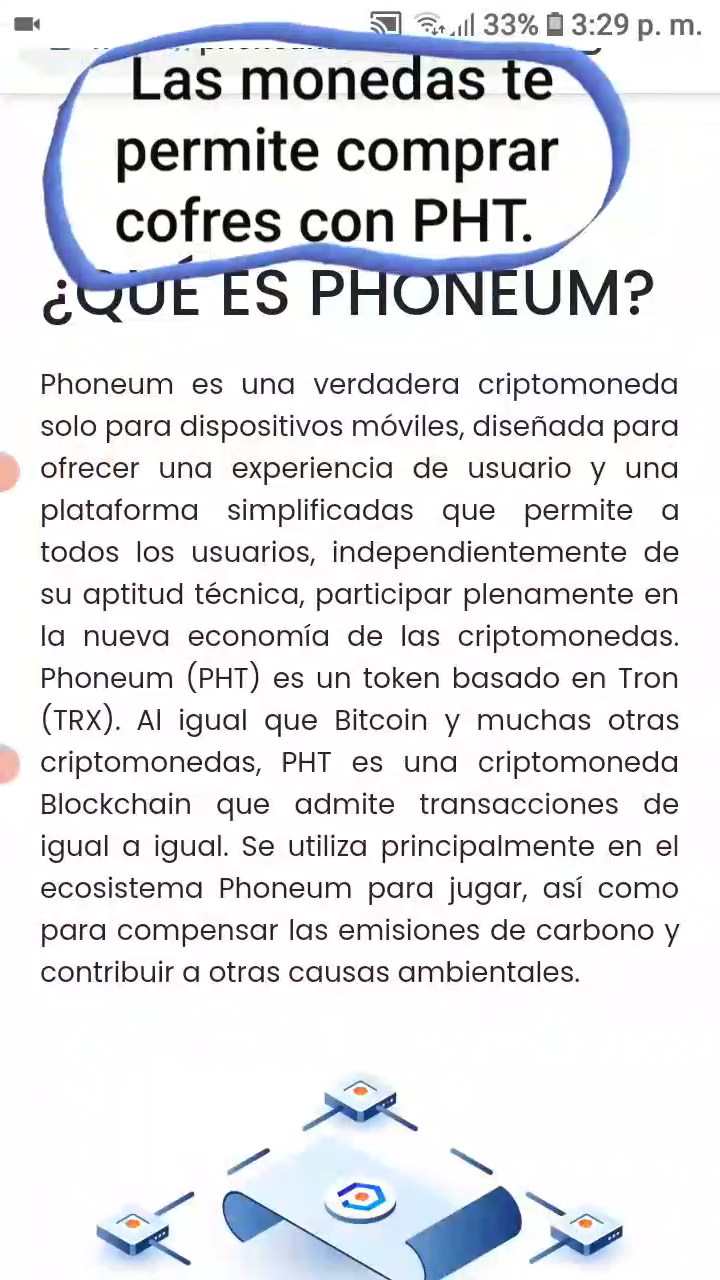 33% 3:29 p. m.
Las monedas te
permite comprar
cofres con PHT.
¿QUÉ ES PHONEUM?
Phoneum es una verdadera criptomoneda
solo para dispositivos móviles, diseñada para
ofrecer una experiencia de usuario y una
plataforma simplificadas que permite a
todos los usuarios, independientemente de
su aptitud técnica, participar plenamente en
la nueva economía de las criptomonedas.
Phoneum (PHT) es un token basado en Tron
(TRX). Al igual que Bitcoin y muchas otras
criptomonedas, PHT es una criptomoneda
Blockchain que admite transacciones de
igual a igual. Se utiliza principalmente en el
ecosistema Phoneum para jugar, así como
para compensar las emisiones de carbono y
contribuir a otras causas ambientales.